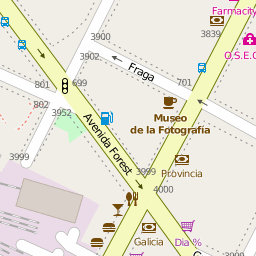 Farmacity
3900
3839
O.S.E.C
3902
Fraga
801
699
701
802
3952
Museo
de la Fotografía
Avenida Forest
3999
3999
Provincia
4000
Galicia
Dia %